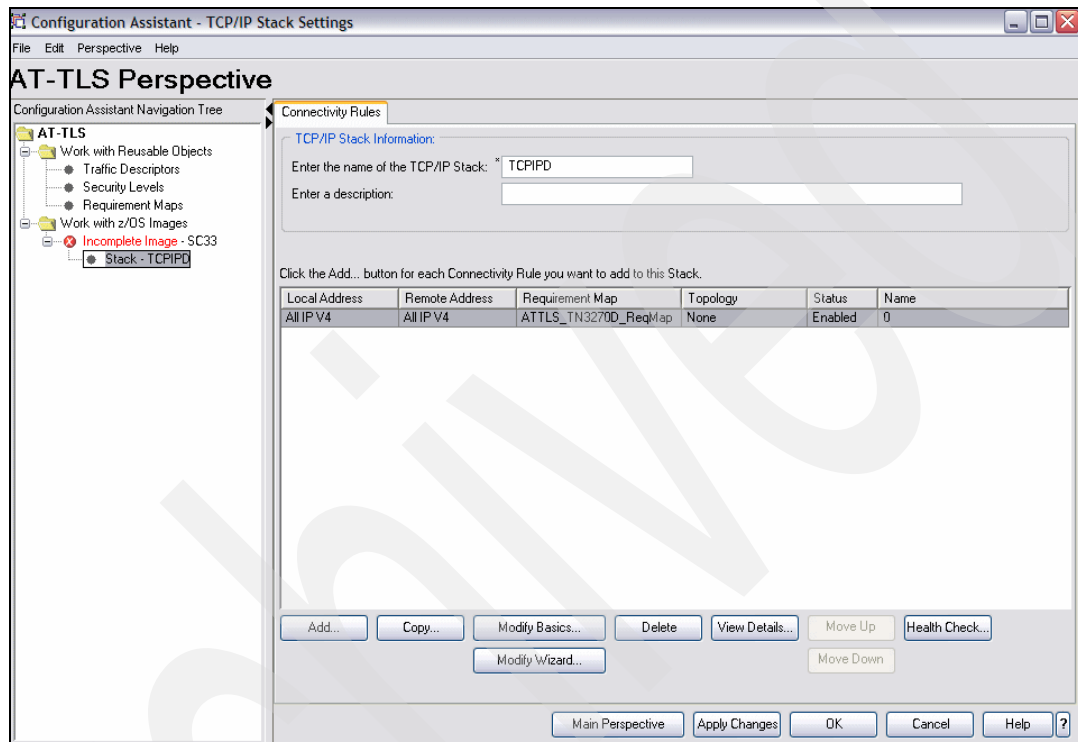 Configuration Assistant - TCP/IP Stack Settings
File Edit Perspective Help
AT-TLS Perspective
Configuration Assistant Navigation Tree
AT-TLS
Work with Reusable Objects
Traffic Descriptors
Security Levels
Requirement Maps
Work with z/OS Images
Incomplete Image - SC33
Stack - TCPIPD
Connectivity Rules
TCP/IP Stack Information:
Enter the name of the TCP/IP Stack: * TCPIPD
Enter a description:
Click the Add... button for each Connectivity Rule you want to add to this Stack.
Local Address Remote Address Requirement Map Topology Status Name
All IP V4 All IP V4 ATTLS_TN3270D_ReqMap None Enabled 0
Add... Copy... Modify Basics... Delete View Details... Move Up Health Check...
Modify Wizard... Move Down
Main Perspective Apply Changes OK Cancel Help ?